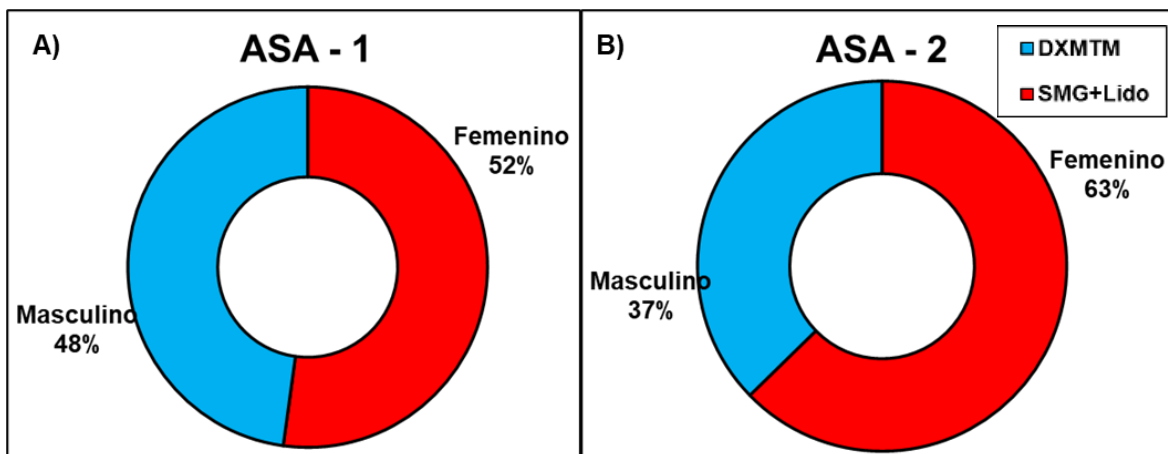 A)
ASA - 1
Femenino
52%
Masculino
48%
B)
ASA - 2
DXMTM
SMG+Lido
Femenino
63%
Masculino
37%